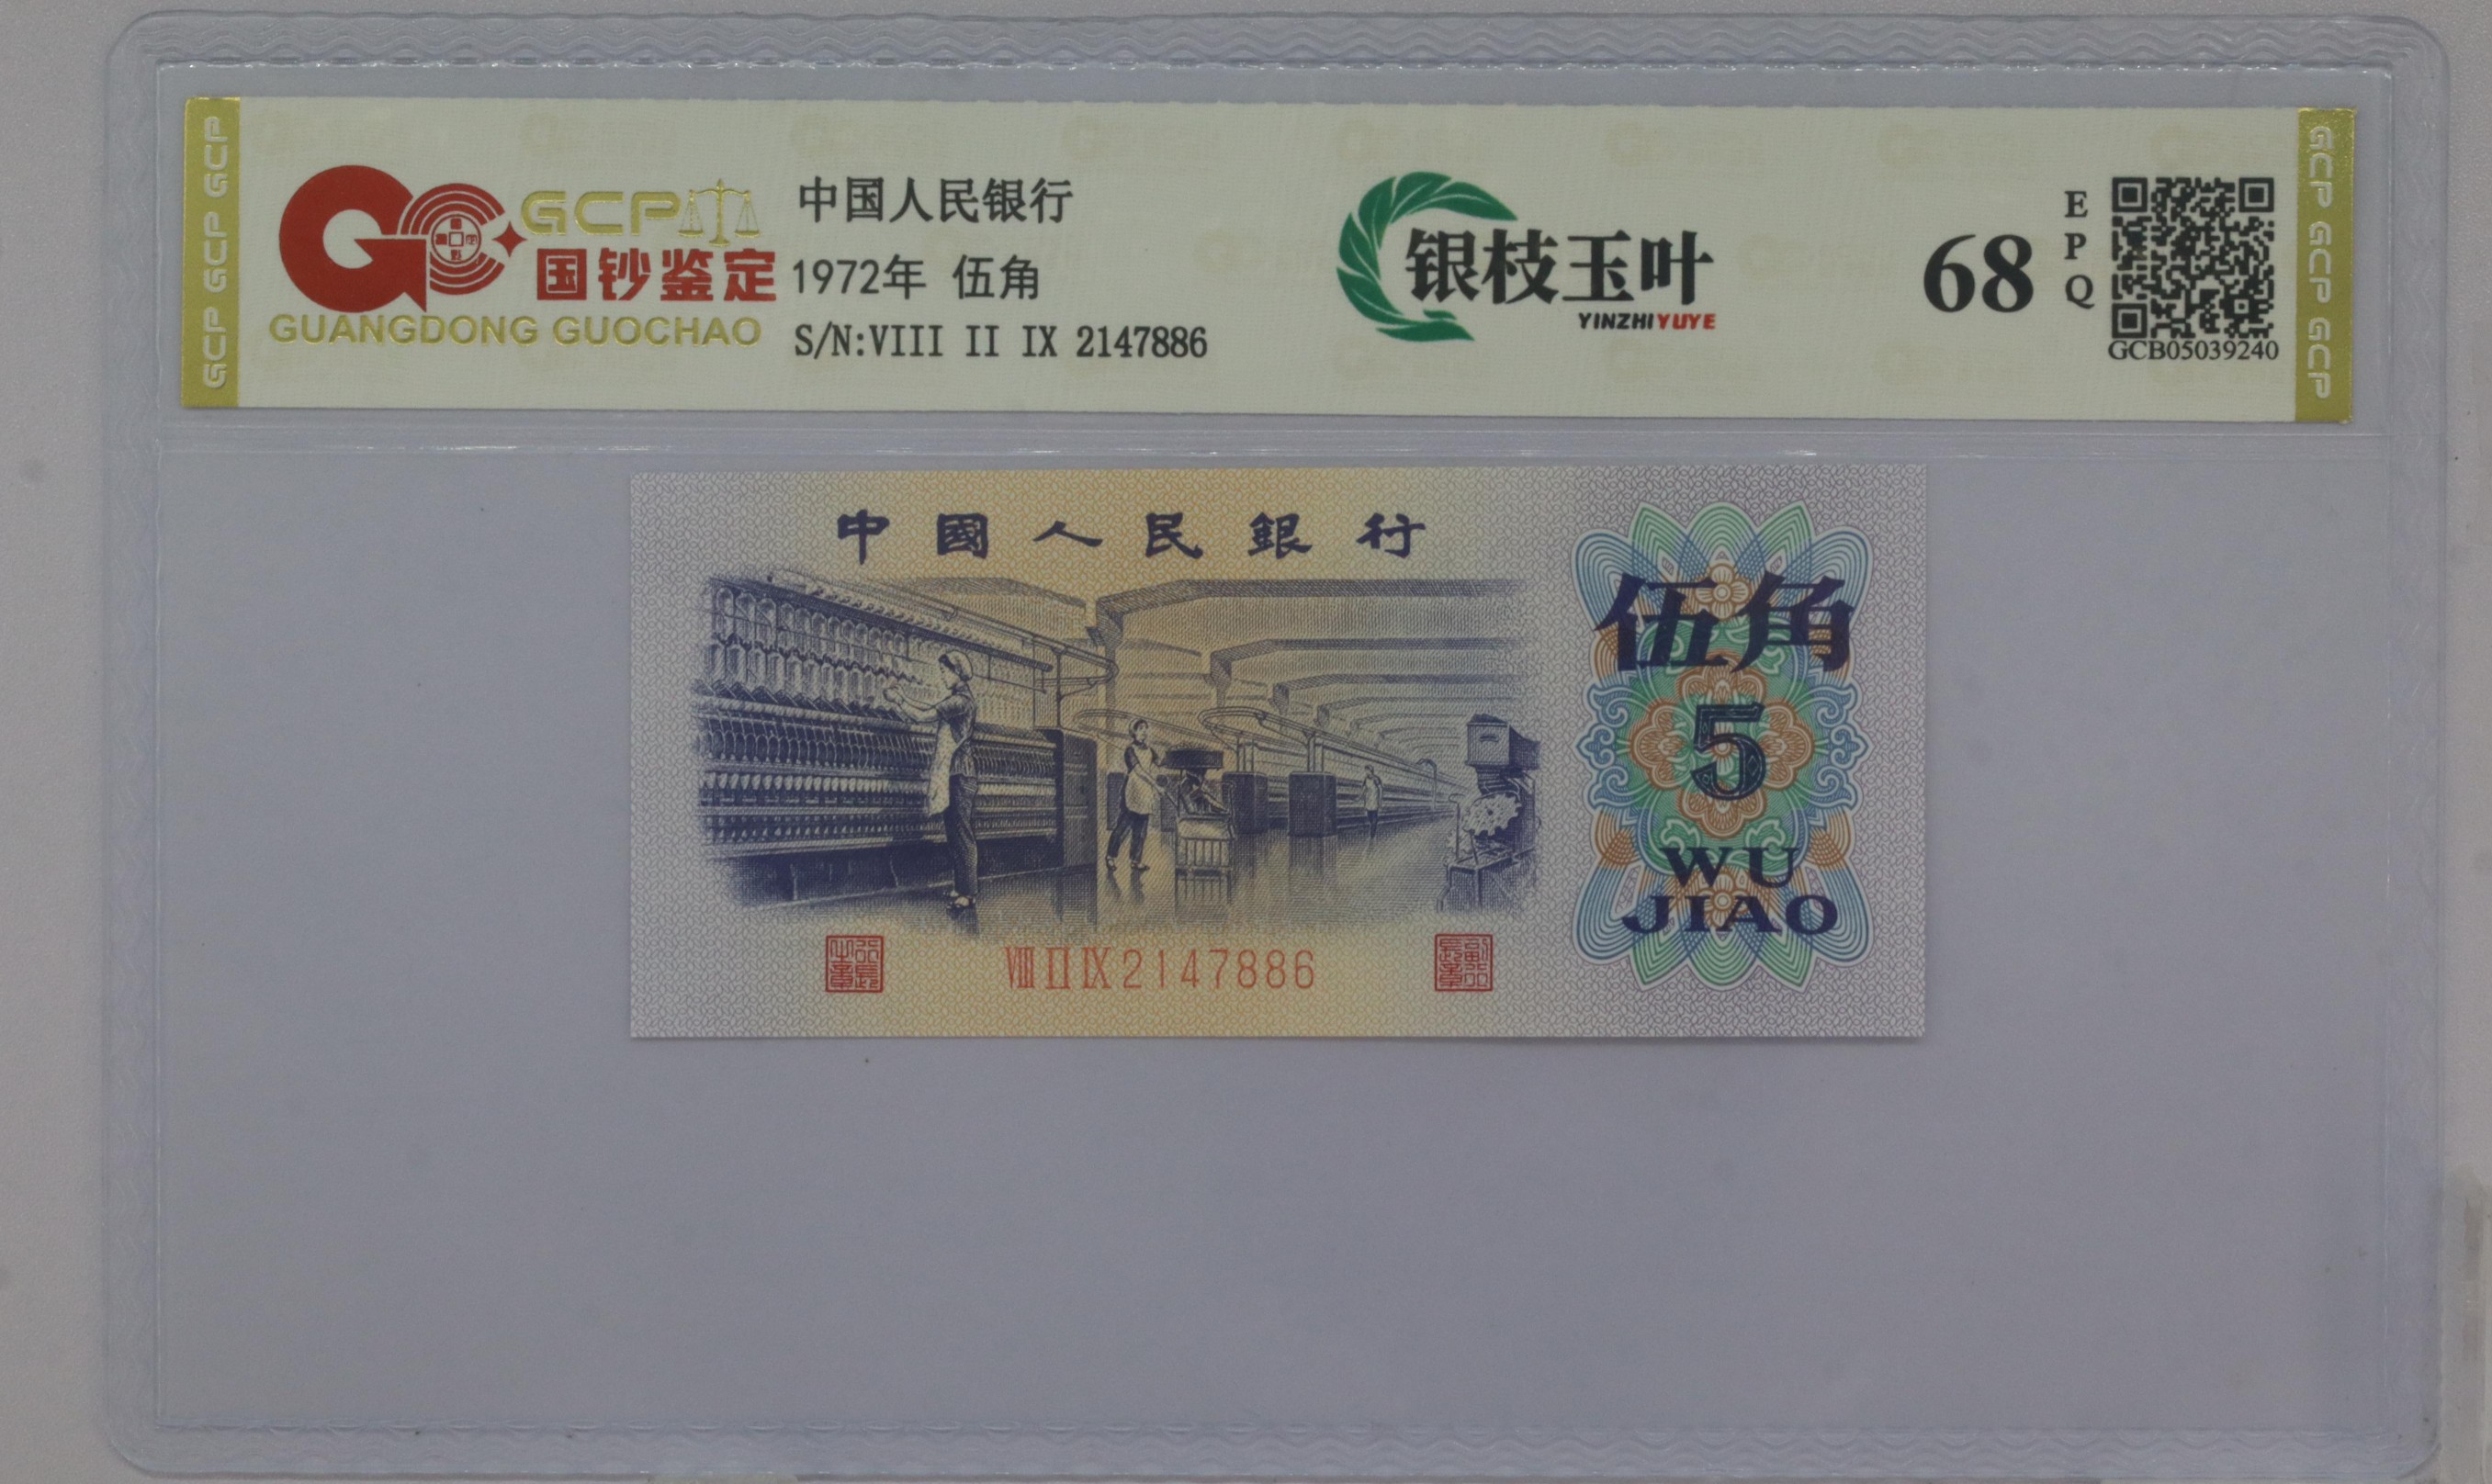 GCP GCP GCP
GCP
国钞鉴定
GUANGDONG GUOCHAO
中国人民银行
1972年 伍角
S/N:VIII II IX 2147886
银枝玉叶
YINZHIYUYE
68
EPQ
GCB05039240
GCP GCP GCP
中國人民銀行
伍角
5
WU
JIAO
VIII II IX 2147886